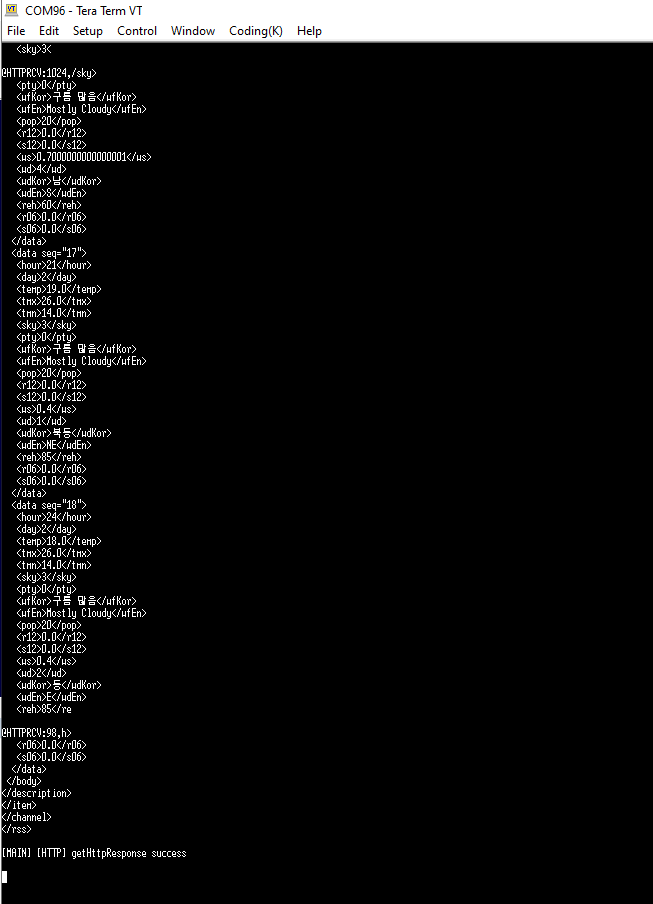 COM96 - Tera Term VT
File Edit Setup Control Window Coding(K) Help
<sky>3<
@HTTPRCV:1024,/sky>
<pty>0</pty>
<wfKor>구름 많음</wfKor>
<wfEn>Mostly Cloudy</wfEn>
<pop>20</pop>
<r12>0.0</r12>
<s12>0.0</s12>
<ws>0.7000000000000001</ws>
<wd>4</wd>
<wdKor>남</wdKor>
<wdEn>S</wdEn>
<reh>60</reh>
<r06>0.0</r06>
<s06>0.0</s06>
</data>
<data seq="17">
<hour>21</hour>
<day>2</day>
<temp>19.0</temp>
<tmx>26.0</tmx>
<tmn>14.0</tmn>
<sky>3</sky>
<pty>0</pty>
<wfKor>구름 많음</wfKor>
<wfEn>Mostly Cloudy</wfEn>
<pop>20</pop>
<r12>0.0</r12>
<s12>0.0</s12>
<ws>0.4</ws>
<wd>1</wd>
<wdKor>북동</wdKor>
<wdEn>NE</wdEn>
<reh>85</reh>
<r06>0.0</r06>
<s06>0.0</s06>
</data>
<data seq="18">
<hour>24</hour>
<day>2</day>
<temp>18.0</temp>
<tmx>26.0</tmx>
<tmn>14.0</tmn>
<sky>3</sky>
<pty>0</pty>
<wfKor>구름 많음</wfKor>
<wfEn>Mostly Cloudy</wfEn>
<pop>20</pop>
<r12>0.0</r12>
<s12>0.0</s12>
<ws>0.4</ws>
<wd>2</wd>
<wdKor>동</wdKor>
<wdEn>E</wdEn>
<reh>85</re
@HTTPRCV:98,h>
<r06>0.0</r06>
<s06>0.0</s06>
</data>
</body>
</description>
</item>
</channel>
</rss>
[MAIN] [HTTP] getHttpResponse success